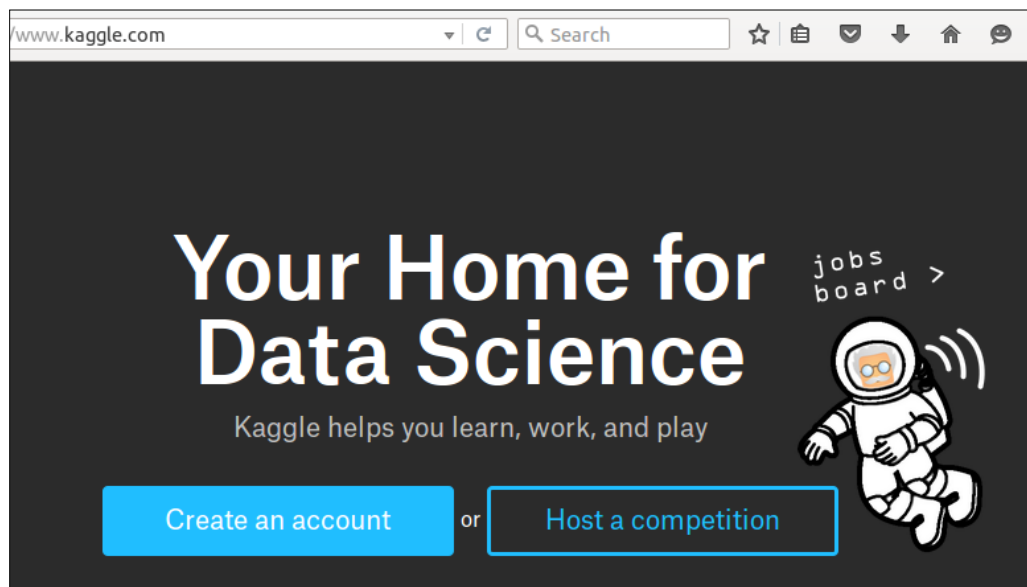 /www.kaggle.com
Search
Your Home for
Data Science
jobs
board >
Kaggle helps you learn, work, and play
Create an account or Host a competition